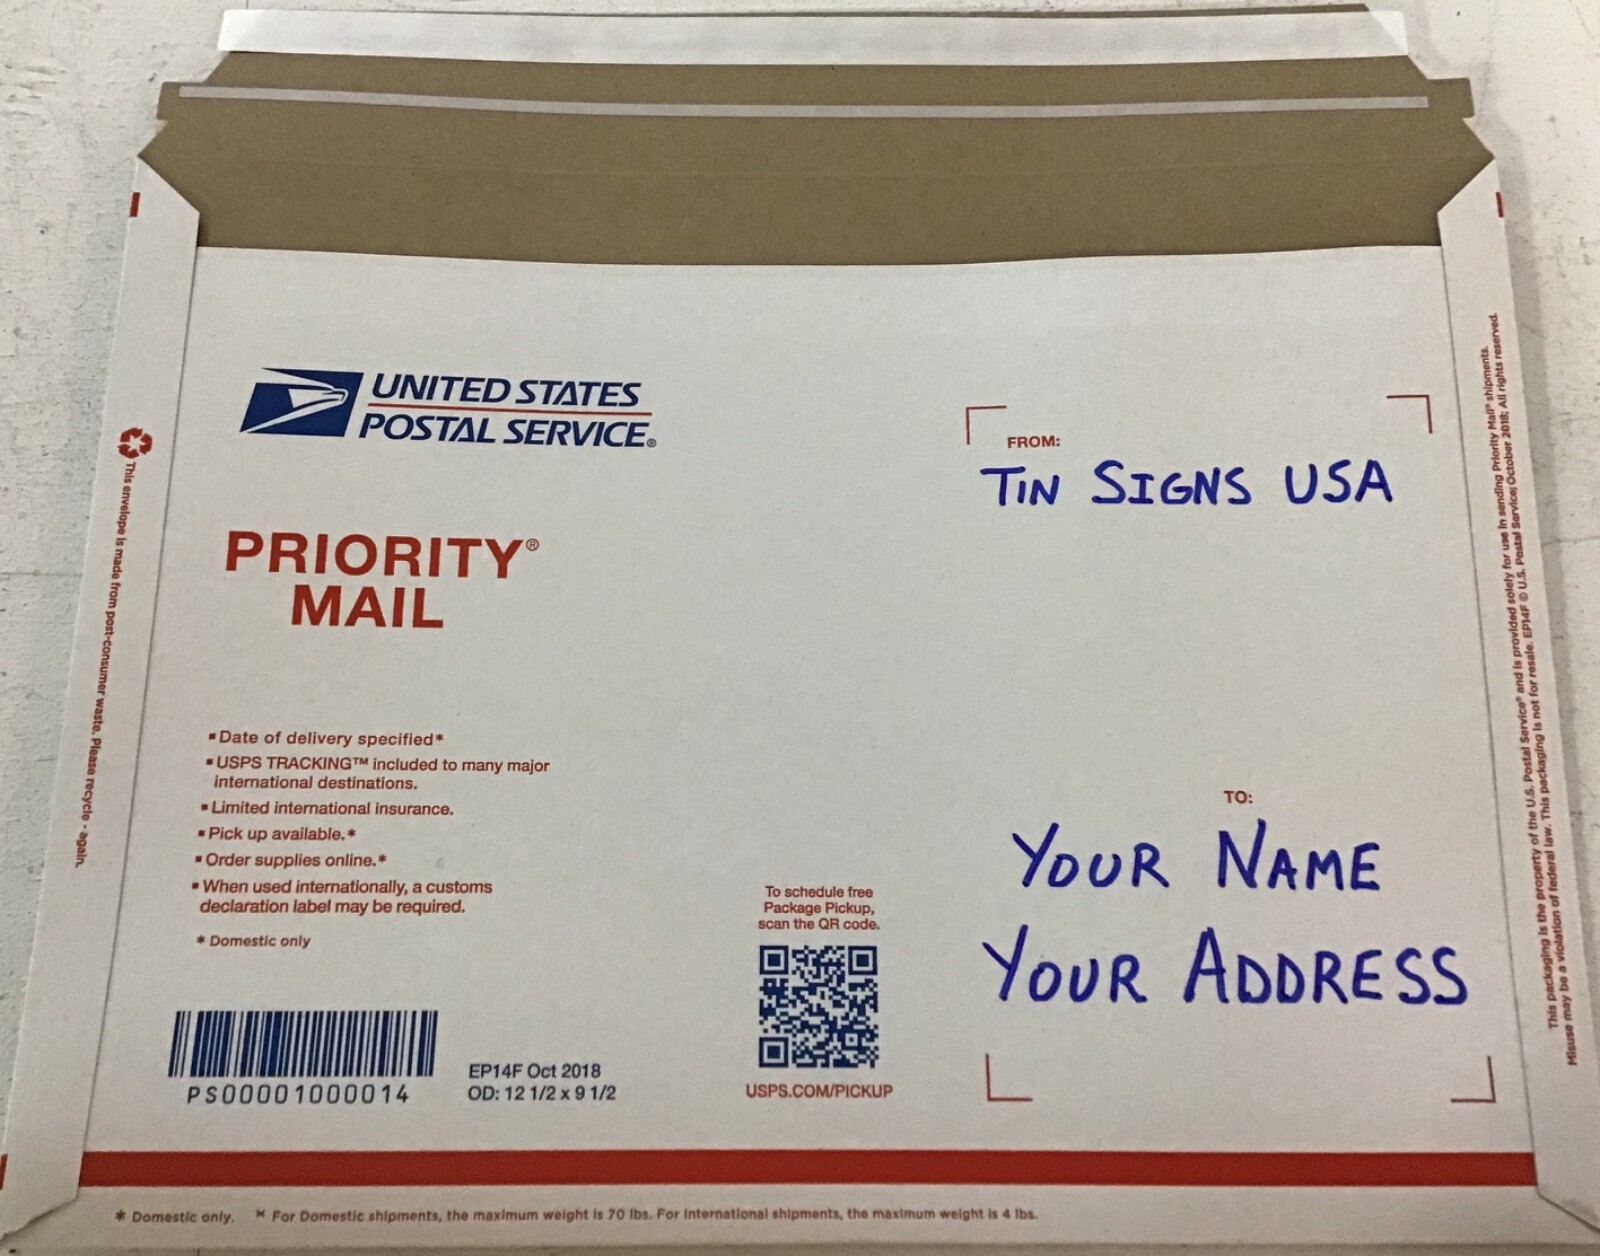 UNITED STATES
POSTAL SERVICE®
PRIORITY®
MAIL
▪ Date of delivery specified*
▪ USPS TRACKING™ included to many major
international destinations.
▪ Limited international insurance.
▪ Pick up available.*
▪ Order supplies online.*
▪ When used internationally, a customs
declaration label may be required.
* Domestic only
PS00001000014
EP14F Oct 2018
OD: 12 1/2 x 9 1/2
To schedule free
Package Pickup,
scan the QR code.
USPS.COM/PICKUP
FROM:
TIN SIGNS USA
TO:
YOUR NAME
YOUR ADDRESS
* Domestic only. × For Domestic shipments, the maximum weight is 70 lbs. For International shipments, the maximum weight is 4 lbs.
This envelope is made from post-consumer waste. Please recycle - again.
This packaging is the property of the U.S. Postal Service® and is provided solely for use in sending Priority Mail® shipments.
Misuse may be a violation of federal law. This packaging is not for resale. EP14F © U.S. Postal Service; October 2018; All rights reserved.